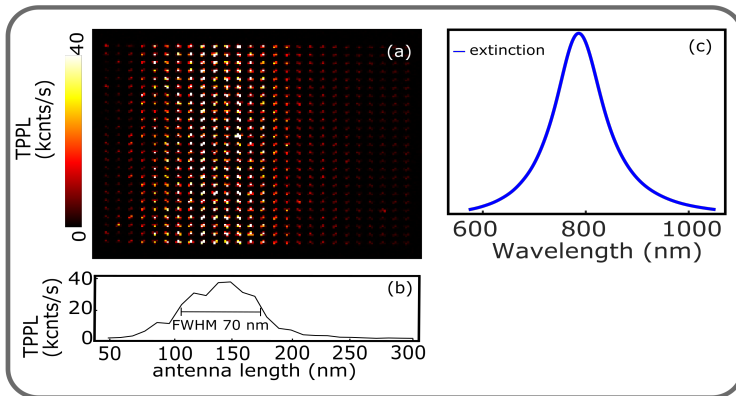 40
TPPL
(kcnts/s)
0
(a)
40
20
0
TPPL
(kcnts/s)
(b)
FWHM 70 nm
50 100 150 200 250 300
antenna length (nm)
— extinction
(c)
600 800 1000
Wavelength (nm)